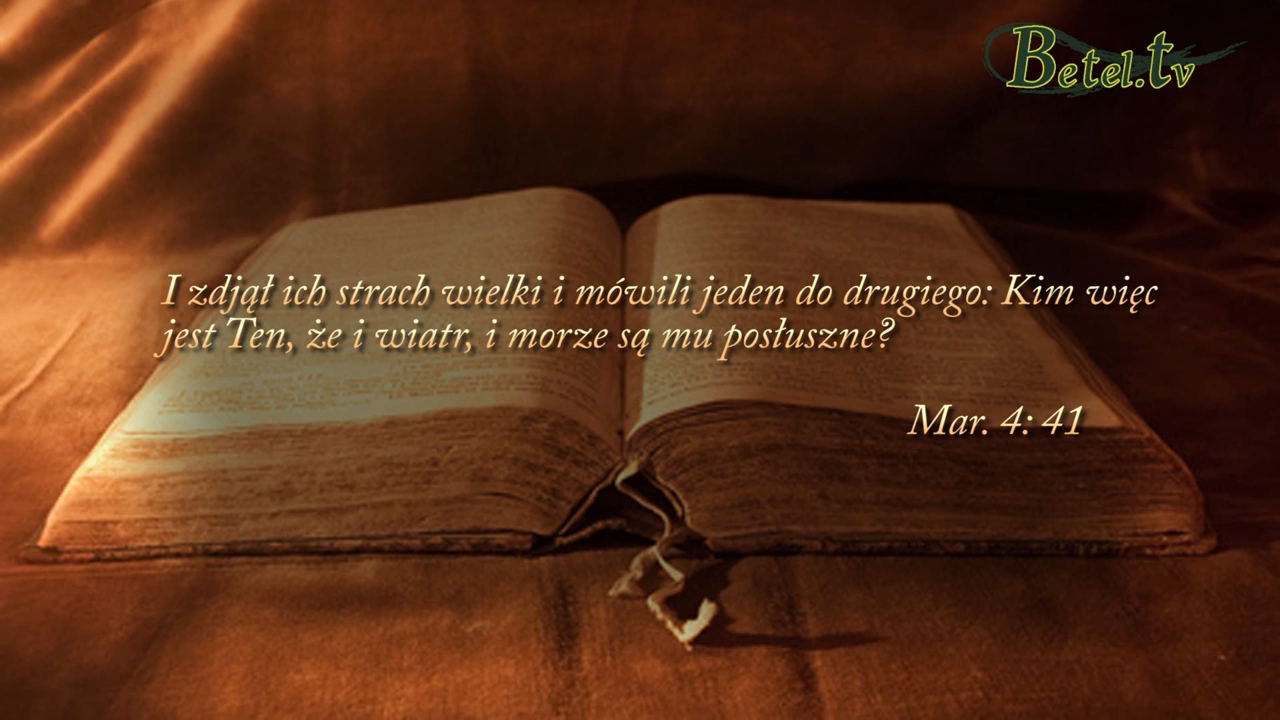 Betel.tv
I zdjął ich strach wielki i mówili jeden do drugiego: Kim więc
jest Ten, że i wiatr, i morze są mu posłuszne?
Mar. 4: 41